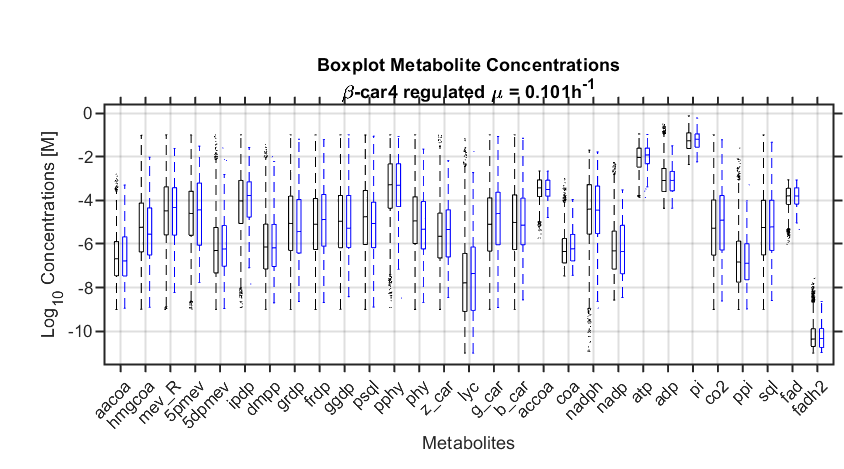 Boxplot Metabolite Concentrations
β-car4 regulated μ = 0.101h-1
Log10 Concentrations [M]
0
-2
-4
-6
-8
-10
aacoa
hmgcoa
mev_R
5pmev
5dpmev
ipdp
dmpp
grdp
frdp
ggdp
psql
pphy
phy
z_car
lyc
g_car
b_car
accoa
coa
nadph
nadp
atp
adp
pi
co2
ppi
sql
fad
fadh2
Metabolites